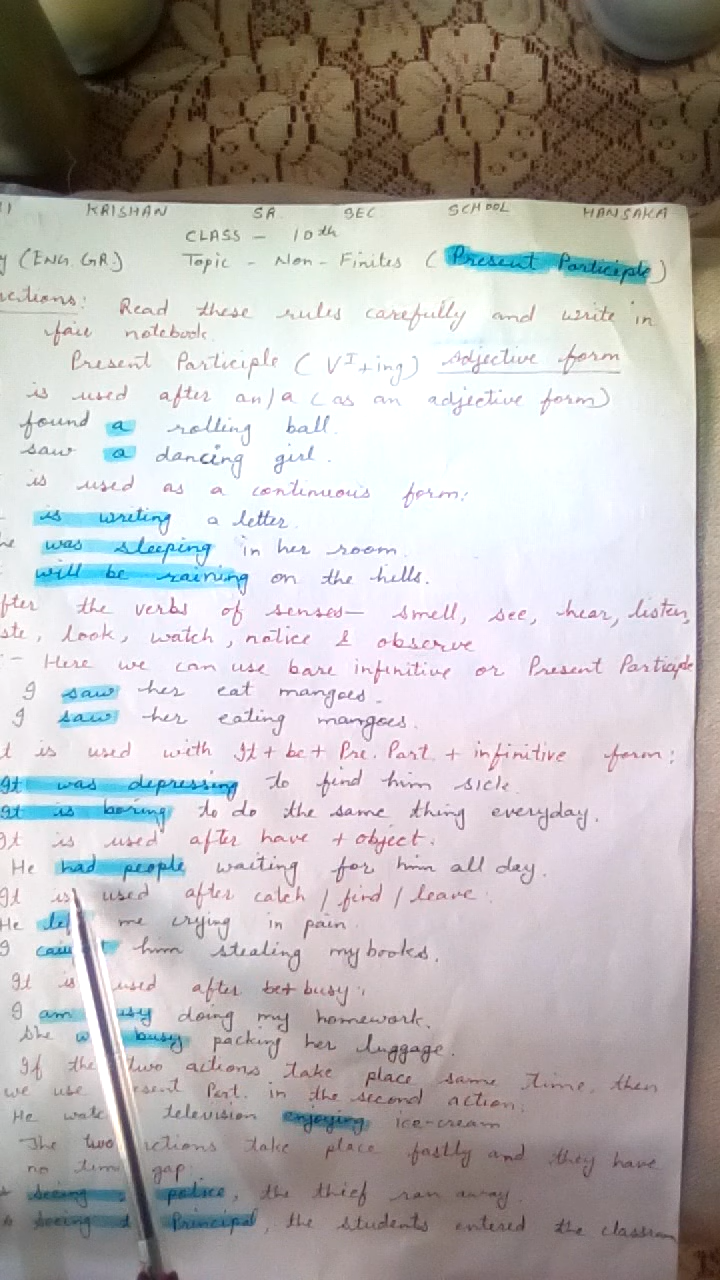 KRISHAN SR. SEC SCHOOL HANSAKA
CLASS - 10th
(ENG. GR.) Topic - Non-Finites (Present Participle)
Read these rules carefully and write in
fair notebook.
Present Participle (V I + ing) adjective form
is used after an/a (as an adjective form)
found a rolling ball.
saw a dancing girl.
is used as a continuous form:
is writing a letter.
was sleeping in her room.
will be raining on the hills.
the verbs of senses— smell, see, hear, listen,
look, watch, notice & observe
- Here we can use bare infinitive or Present Participle
I saw her eat mangoes.
I saw her eating mangoes.
is used with It + be + Pre. Part. + infinitive form:
It was depressing to find him sick.
It is boring to do the same thing everyday.
It is used after have + object.
He had people waiting for him all day.
It is used after catch / find / leave.
He me crying in pain.
I him stealing my books.
It is used after be + busy.
I am doing my homework.
She busy packing her luggage.
If the two actions take place same time, then
we use Part. in the second action.
He television enjoying ice-cream
The two take place fastly and they have
no gap.
seeing police, the thief ran away.
seeing Principal, the students entered the